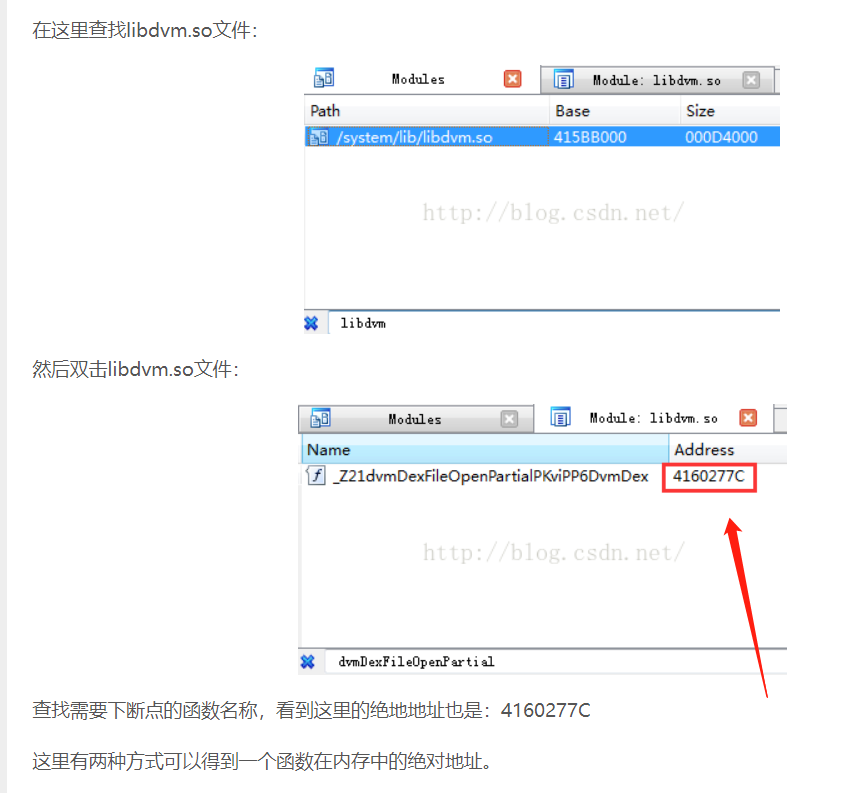 在这里查找libdvm.so文件：
Modules
Module: libdvm.so
Path Base Size
/system/lib/libdvm.so 415BB000 000D4000
http://blog.csdn.net/
libdvm
然后双击libdvm.so文件：
Modules
Module: libdvm.so
Name Address
f _Z21dvmDexFileOpenPartialPKviPP6DvmDex 4160277C
http://blog.csdn.net/
dvmDexFileOpenPartial
查找需要下断点的函数名称，看到这里的绝地地址也是：4160277C
这里有两种方式可以得到一个函数在内存中的绝对地址。